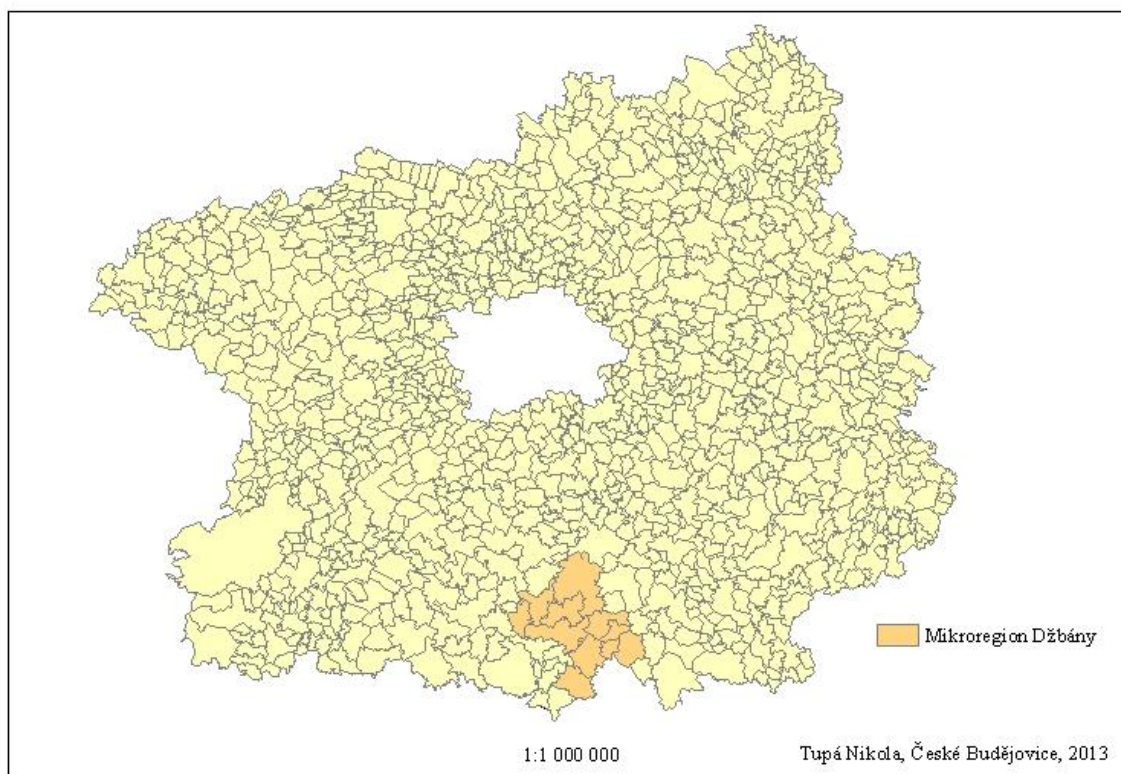 Mikroregion Džbány
1:1 000 000
Tupá Nikola, České Budějovice, 2013